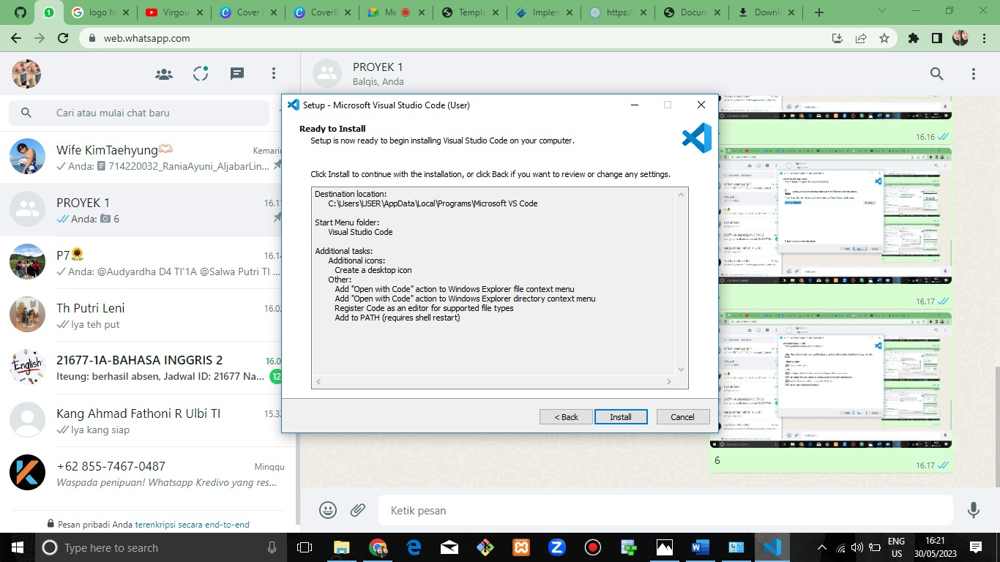 logo h
Virgou
Cover
CoverB
Me
Templa
Implem
https:/
Docum
Downl
web.whatsapp.com
PROYEK 1
Balqis, Anda
Cari atau mulai chat baru
Wife KimTaehyung
Kemarin
Anda: 714220032_RaniaAyuni_AljabarLin...
PROYEK 1
16.17
Anda: 6
P7
16.14
Anda: @Audyardha D4 TI'1A @Salwa Putri TI ...
Th Putri Leni
16.02
Iya teh put
21677-1A-BAHASA INGGRIS 2
16.0
Iteung: berhasil absen, Jadwal ID: 21677 Na...
12
English
Kang Ahmad Fathoni R Ulbi TI
15.3
Iya kang siap
+62 855-7467-0487
Minggu
Waspada penipuan! Whatsapp Kredivo yang res...
Pesan pribadi Anda terenkripsi secara end-to-end
Setup - Microsoft Visual Studio Code (User)
Ready to Install
Setup is now ready to begin installing Visual Studio Code on your computer.
Click Install to continue with the installation, or click Back if you want to review or change any settings.
Destination location:
C:\Users\USER\AppData\Local\Programs\Microsoft VS Code
Start Menu folder:
Visual Studio Code
Additional tasks:
Additional icons:
Create a desktop icon
Other:
Add "Open with Code" action to Windows Explorer file context menu
Add "Open with Code" action to Windows Explorer directory context menu
Register Code as an editor for supported file types
Add to PATH (requires shell restart)
< Back
Install
Cancel
16.16
16.17
6
16.17
Ketik pesan
Type here to search
ENG
US
16:21
30/05/2023